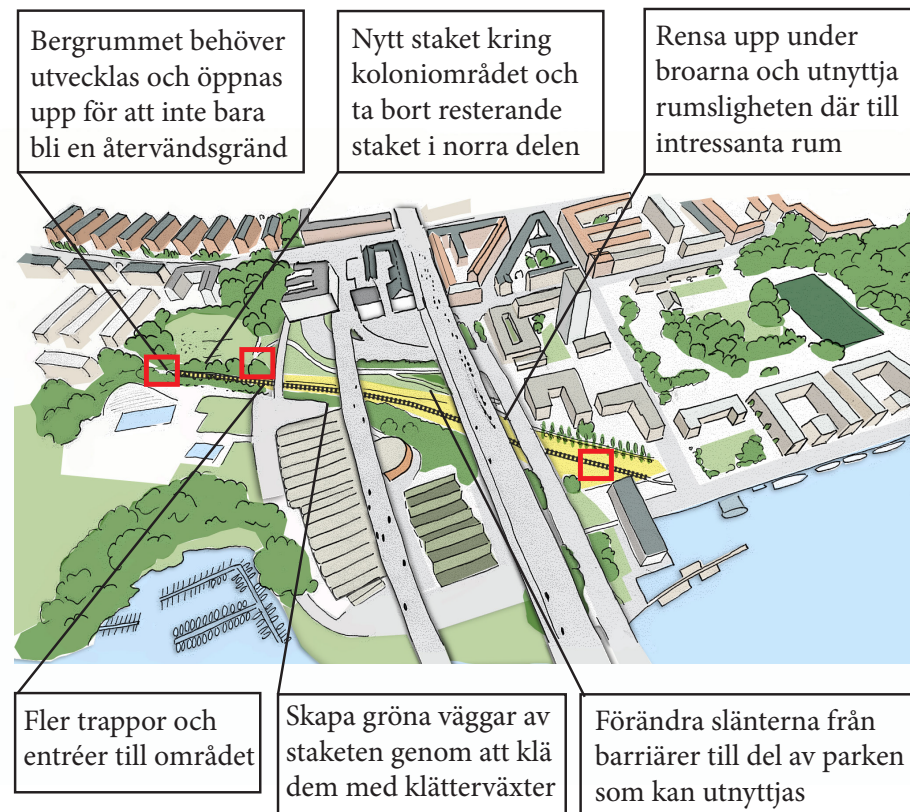 Bergrummet behöver
utvecklas och öppnas
upp för att inte bara
bli en återvändsgränd
Nytt staket kring
koloniområdet och
ta bort resterande
staket i norra delen
Rensa upp under
broarna och utnyttja
rumsligheten där till
intressanta rum
Fler trappor och
entréer till området
Skapa gröna väggar av
staketen genom att klä
dem med klätterväxter
Förändra slänterna från
barriärer till del av parken
som kan utnyttjas